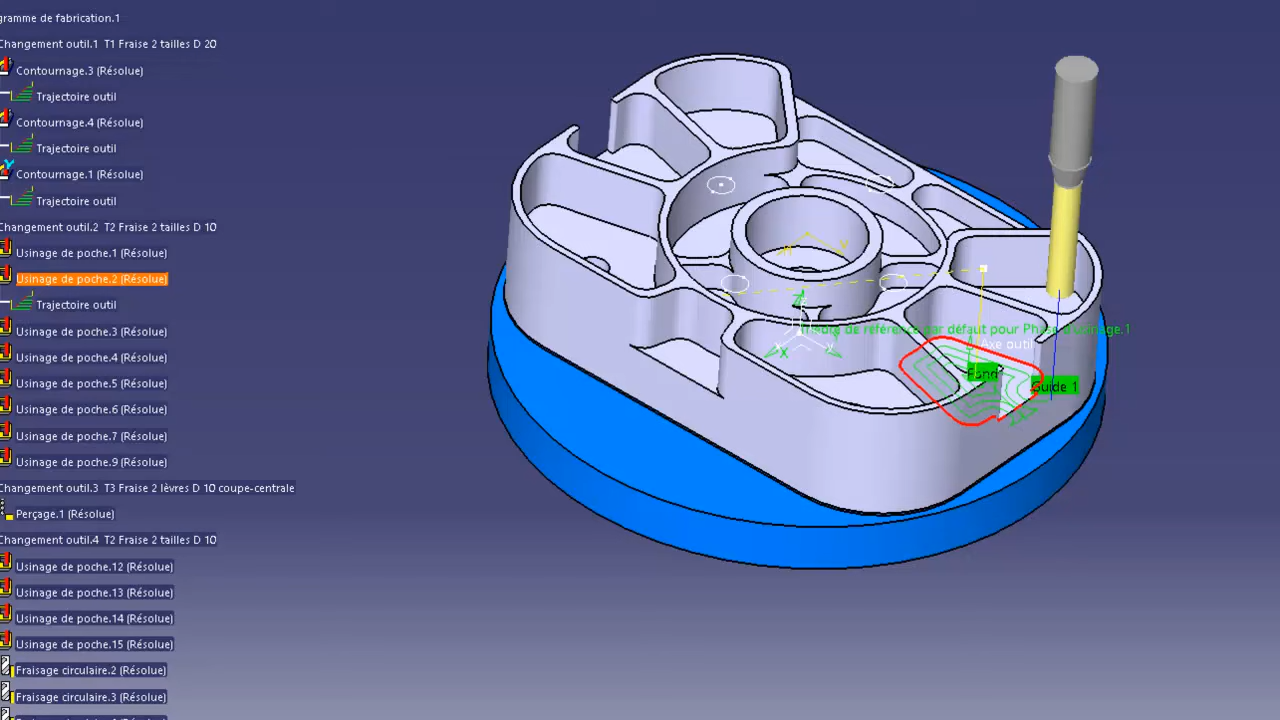 gramme de fabrication.1
Changement outil.1 T1 Fraise 2 tailles D 20
Contournage.3 (Résolue)
Trajectoire outil
Contournage.4 (Résolue)
Trajectoire outil
Contournage.1 (Résolue)
Trajectoire outil
Changement outil.2 T2 Fraise 2 tailles D 10
Usinage de poche.1 (Résolue)
Usinage de poche.2 (Résolue)
Trajectoire outil
Usinage de poche.3 (Résolue)
Usinage de poche.4 (Résolue)
Usinage de poche.5 (Résolue)
Usinage de poche.6 (Résolue)
Usinage de poche.7 (Résolue)
Usinage de poche.9 (Résolue)
Changement outil.3 T3 Fraise 2 lèvres D 10 coupe-centrale
Perçage.1 (Résolue)
Changement outil.4 T2 Fraise 2 tailles D 10
Usinage de poche.12 (Résolue)
Usinage de poche.13 (Résolue)
Usinage de poche.14 (Résolue)
Usinage de poche.15 (Résolue)
Fraisage circulaire.2 (Résolue)
Fraisage circulaire.3 (Résolue)
de référence par défaut pour
Axe outil
Fond
Guide 1
X
y